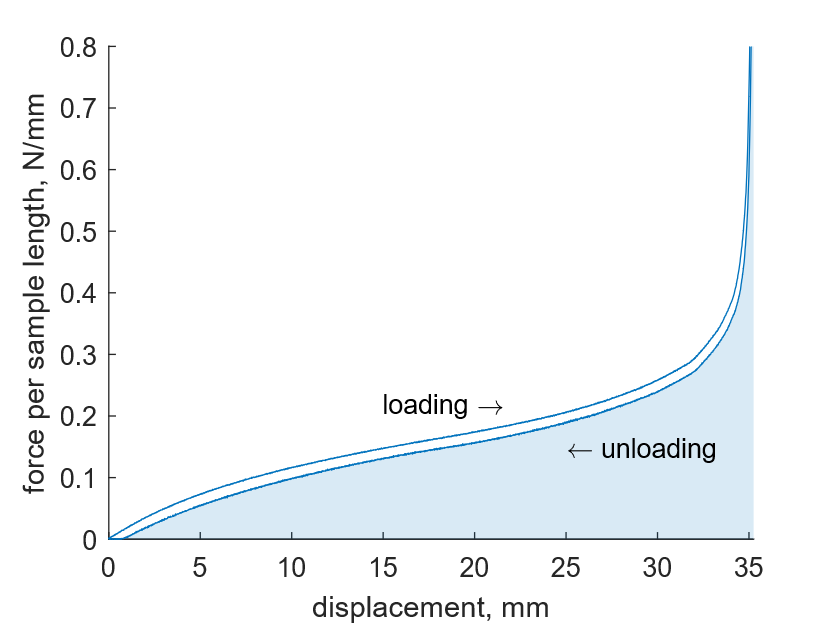 0.8
0.7
0.6
0.5
0.4
0.3
0.2
0.1
0
force per sample length, N/mm
loading →
← unloading
0 5 10 15 20 25 30 35
displacement, mm